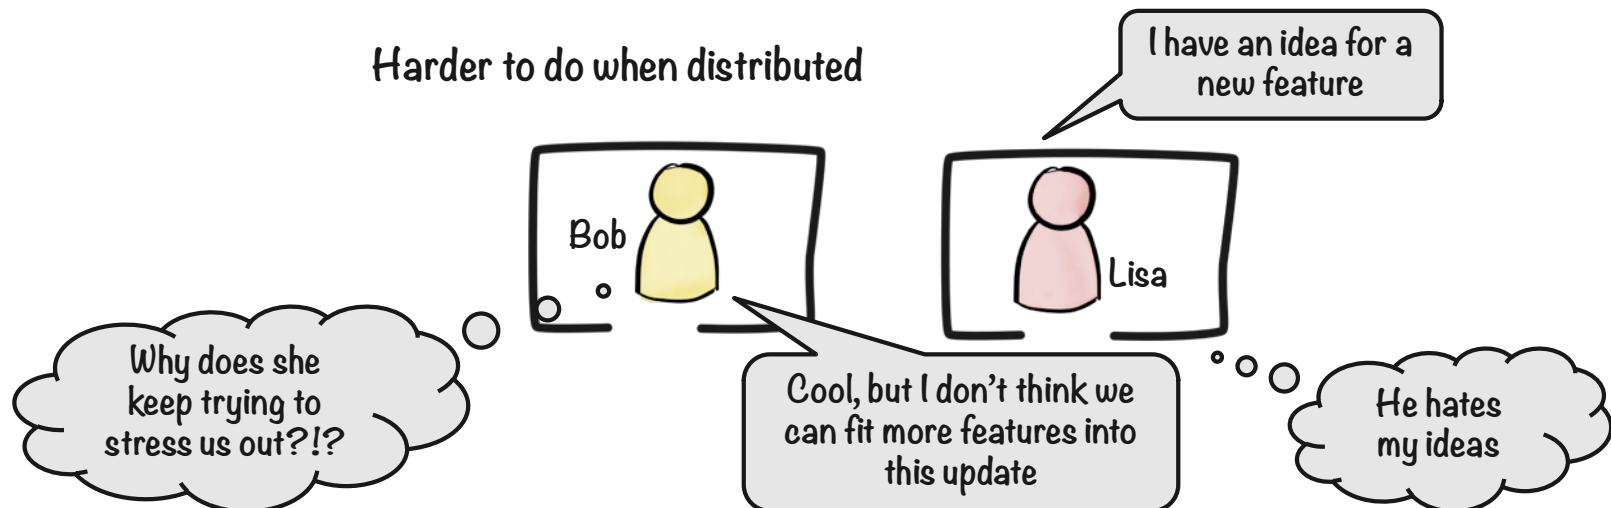 Harder to do when distributed
I have an idea for a
new feature
Bob
Lisa
Why does she
keep trying to
stress us out?!?
Cool, but I don't think we
can fit more features into
this update
He hates
my ideas